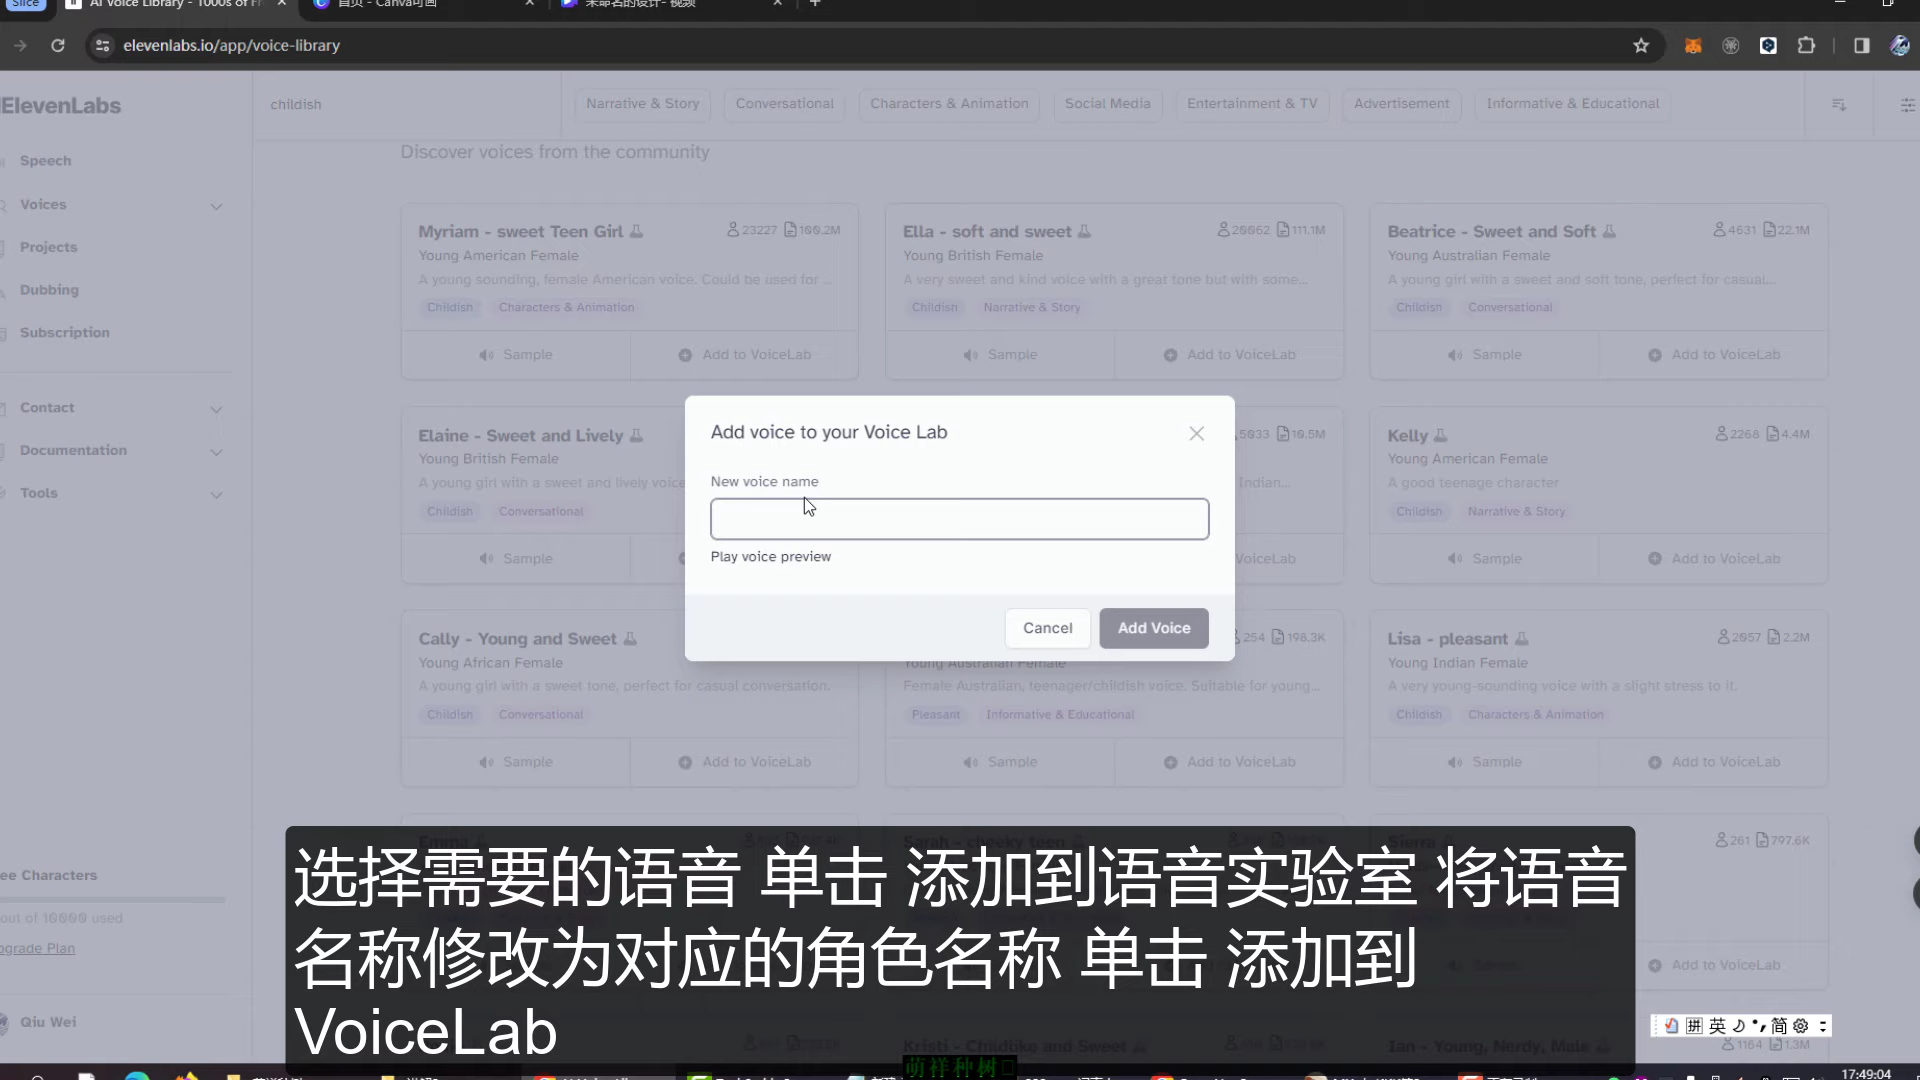 Slice
AI Voice Library - 1000s of Fr
首页 - Canva可画
未命名的设计- 视频
elevenlabs.io/app/voice-library
ElevenLabs
childish
Narrative & Story
Conversational
Characters & Animation
Social Media
Entertainment & TV
Advertisement
Informative & Educational
Discover voices from the community
Speech
Voices
Projects
Dubbing
Subscription
Contact
Documentation
Tools
Myriam - sweet Teen Girl 23227 100.2M
Young American Female
A young sounding, female American voice. Could be used for ...
Childish Characters & Animation
Sample Add to VoiceLab
Ella - soft and sweet 20062 111.1M
Young British Female
A very sweet and kind voice with a great tone but with some...
Childish Narrative & Story
Sample Add to VoiceLab
Beatrice - Sweet and Soft 4631 22.1M
Young Australian Female
A young girl with a sweet and soft tone, perfect for casual...
Childish Conversational
Sample Add to VoiceLab
Elaine - Sweet and Lively
Young British Female
A young girl with a sweet and lively voice
Childish Conversational
Sample
5033 10.5M
Indian...
VoiceLab
Kelly 2268 4.4M
Young American Female
A good teenage character
Childish Narrative & Story
Sample Add to VoiceLab
Add voice to your Voice Lab
New voice name
Play voice preview
Cancel Add Voice
Cally - Young and Sweet
Young African Female
A young girl with a sweet tone, perfect for casual conversation.
Childish Conversational
Sample Add to VoiceLab
254 198.3K
Young Australian Female
Female Australian, teenager/childish voice. Suitable for young...
Pleasant Informative & Educational
Sample Add to VoiceLab
Lisa - pleasant 2057 2.2M
Young Indian Female
A very young-sounding voice with a slight stress to it.
Childish Characters & Animation
Sample Add to VoiceLab
Emma
Sarah - cheeky teen
Sierra 261 797.6K
Add to VoiceLab
Kristi - Childlike and Sweet
Ian - Young, Nerdy, Male
1164 1.3M
ee Characters
out of 10000 used
pgrade Plan
Qiu Wei
选择需要的语音 单击 添加到语音实验室 将语音
名称修改为对应的角色名称 单击 添加到
VoiceLab
拼 英 简
萌祥种树
17:49:04